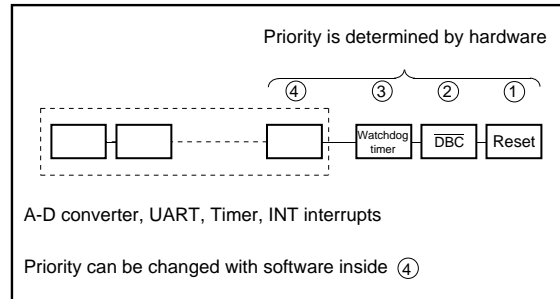 Priority is determined by hardware
④ ③ ② ①
Watchdog
timer
DBC
Reset
A-D converter, UART, Timer, INT interrupts
Priority can be changed with software inside ④